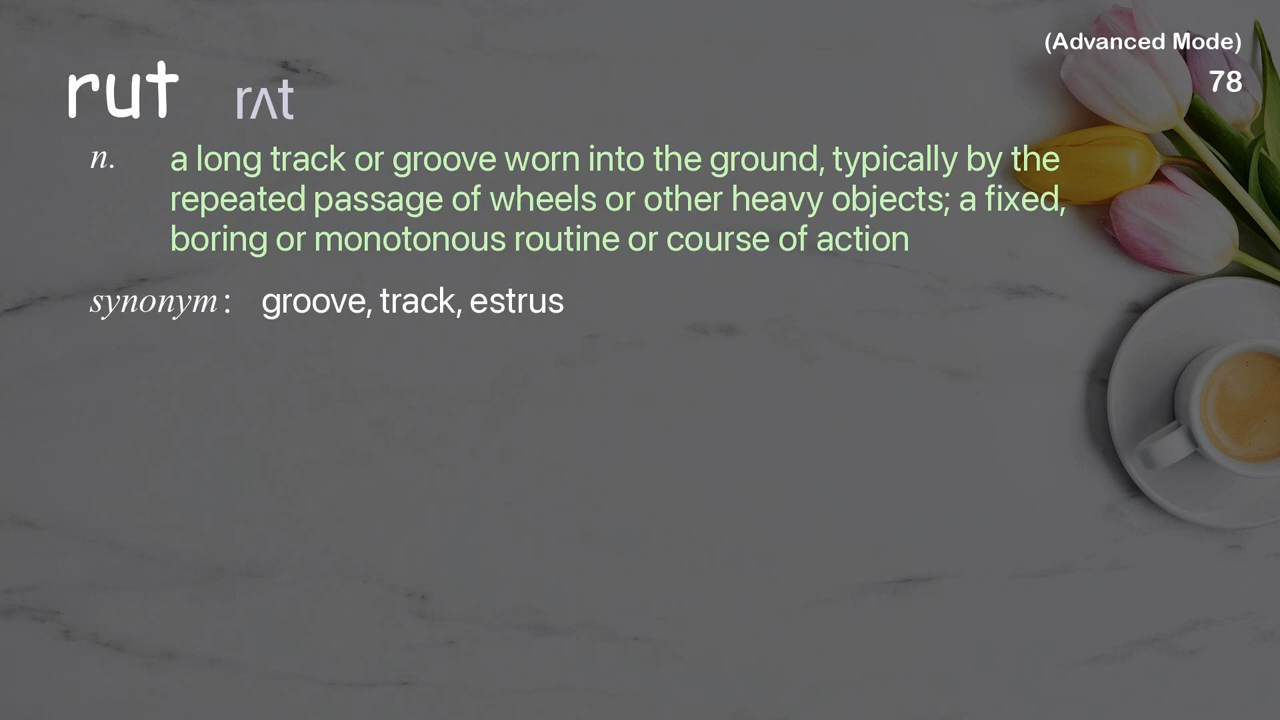 (Advanced Mode)
78
rut rʌt
n. a long track or groove worn into the ground, typically by the
repeated passage of wheels or other heavy objects; a fixed,
boring or monotonous routine or course of action
synonym: groove, track, estrus